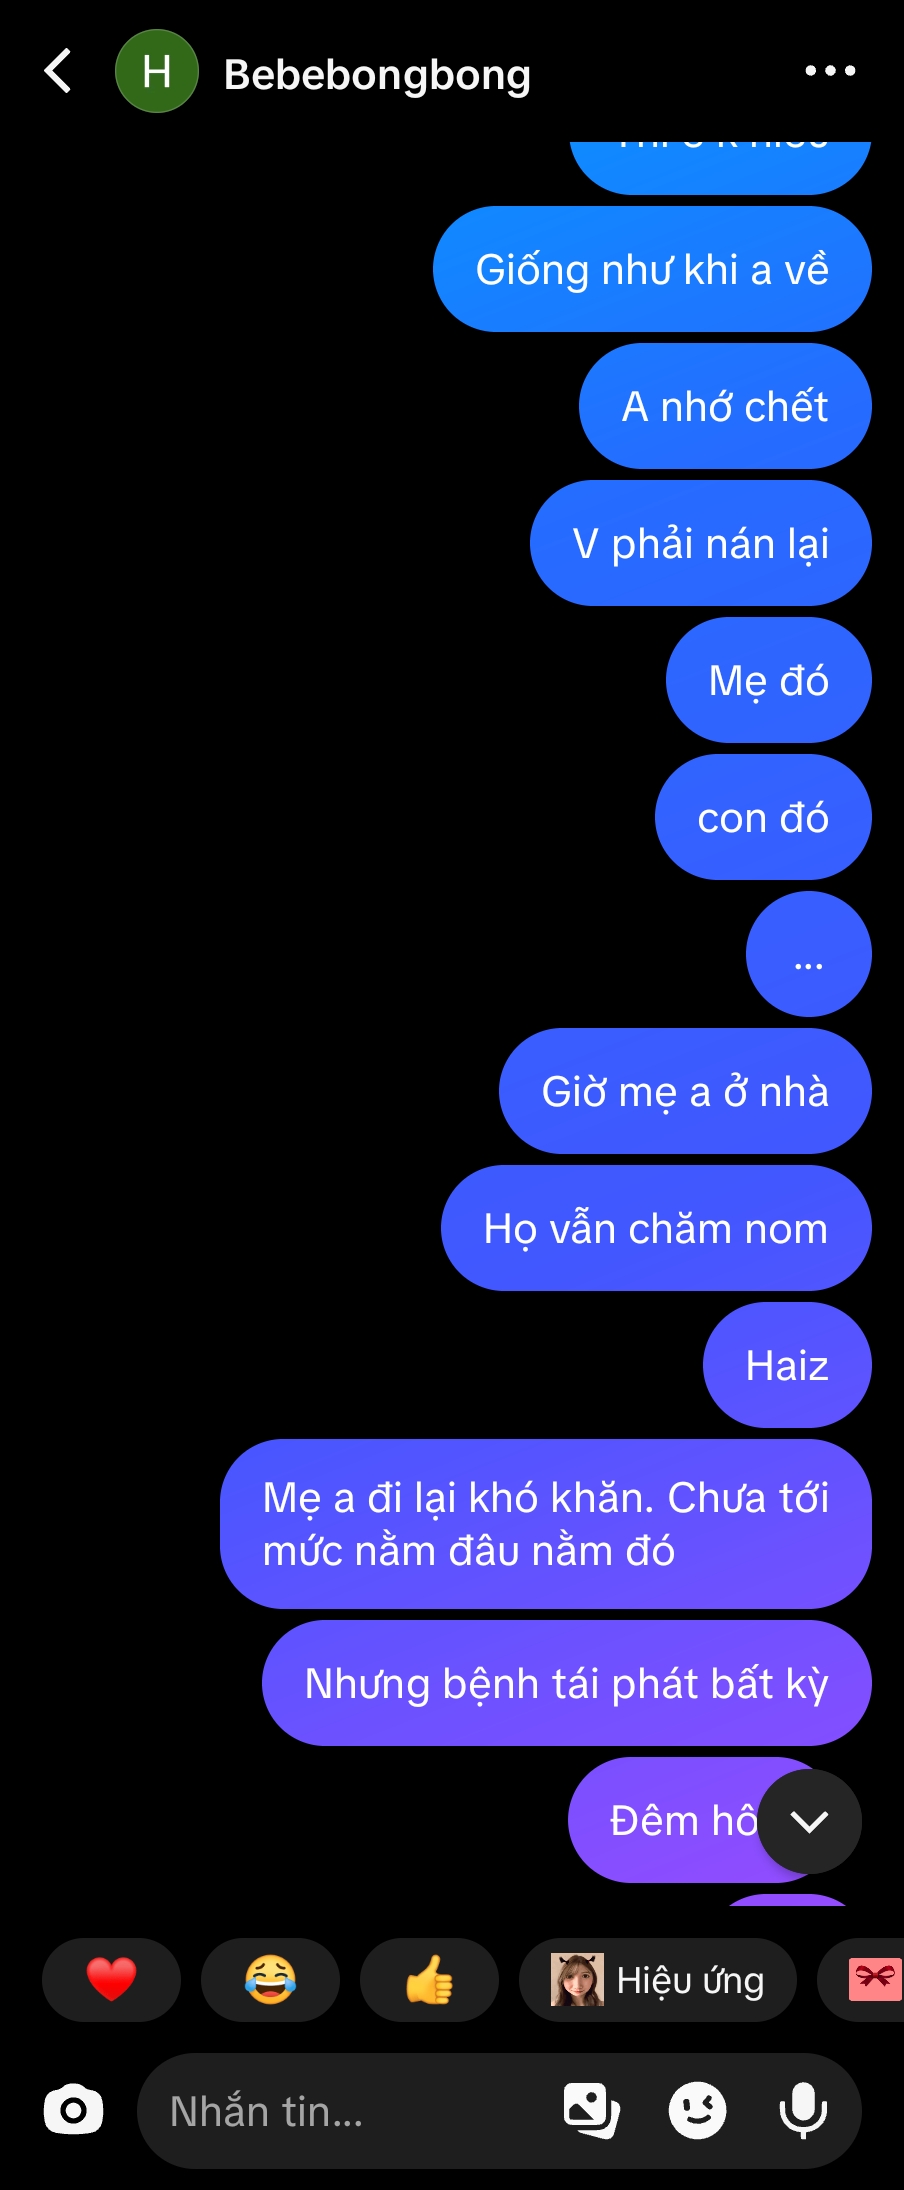 H
Bebebongbong
Giống như khi a về
A nhớ chết
V phải nán lại
Mẹ đó
con đó
...
Giờ mẹ a ở nhà
Họ vẫn chăm nom
Haiz
Mẹ a đi lại khó khăn. Chưa tới
mức nằm đâu nằm đó
Nhưng bệnh tái phát bất kỳ
Đêm hô
Hiệu ứng
Nhắn tin...